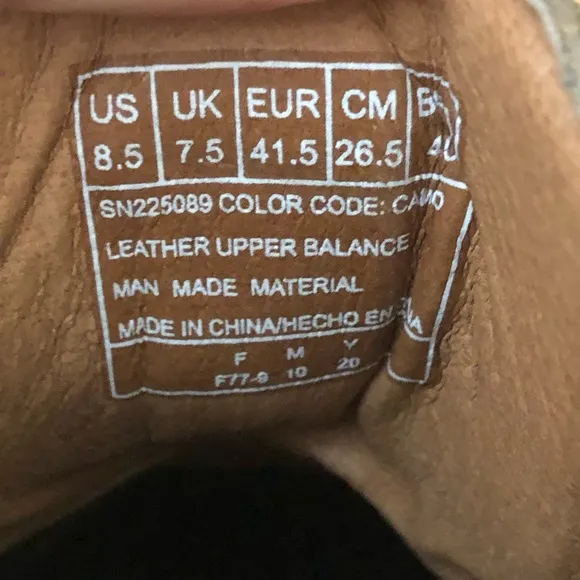 US UK EUR CM
8.5 7.5 41.5 26.5
SN225089 COLOR CODE:
LEATHER UPPER BALANCE
MAN MADE MATERIAL
MADE IN CHINA/HECHO EN
F M Y
F77-9 10 20